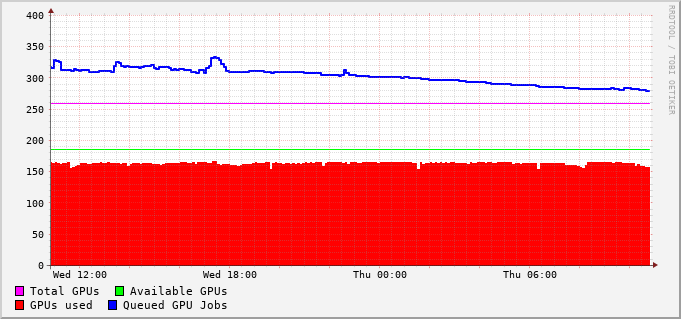 400
350
300
250
200
150
100
50
0
Wed 12:00 Wed 18:00 Thu 00:00 Thu 06:00
Total GPUs Available GPUs
GPUs used Queued GPU Jobs
RRDTOOL / TOBI OETIKER